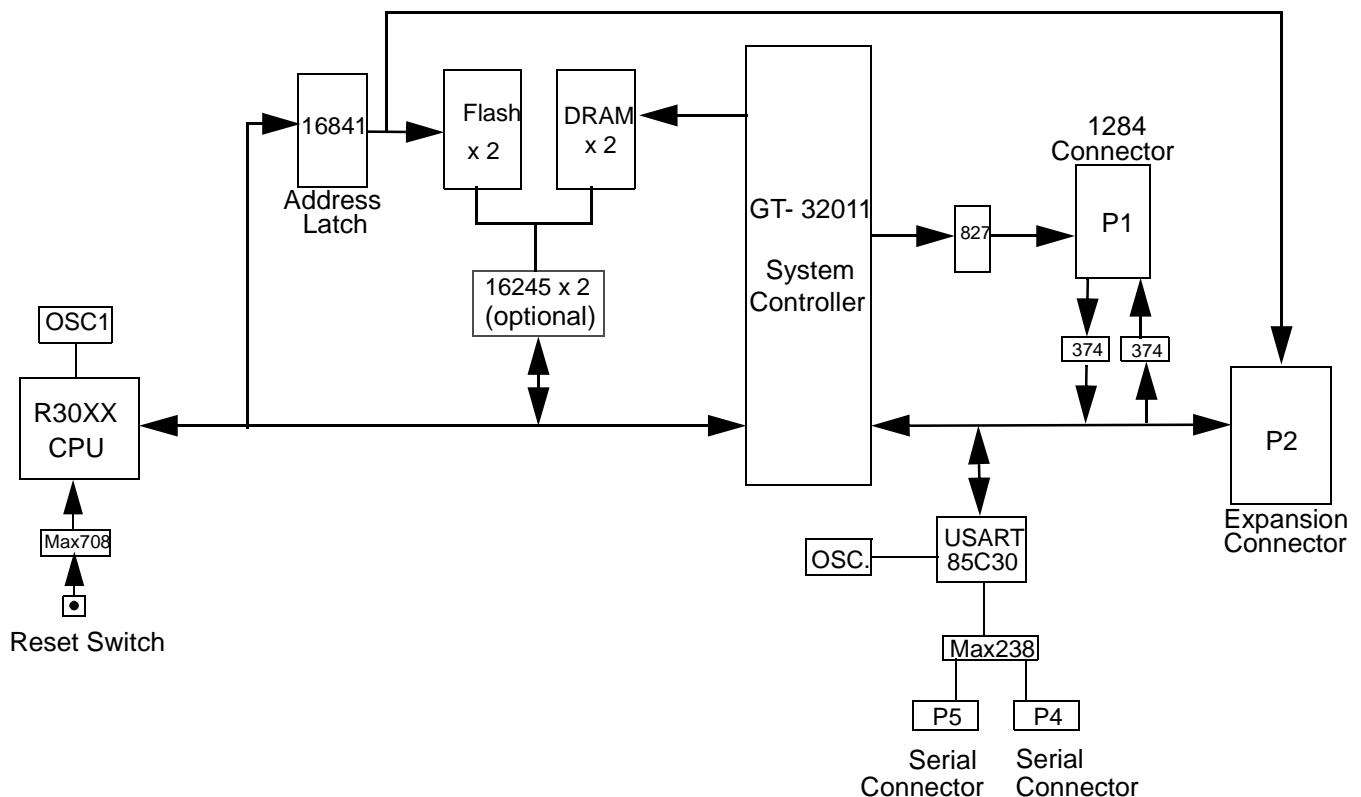 16841
Address
Latch
Flash
x 2
DRAM
x 2
16245 x 2
(optional)
GT- 32011
System
Controller
827
1284
Connector
P1
374
374
OSC1
R30XX
CPU
Max708
Reset Switch
P2
Expansion
Connector
USART
85C30
OSC.
Max238
P5
P4
Serial
Connector
Serial
Connector